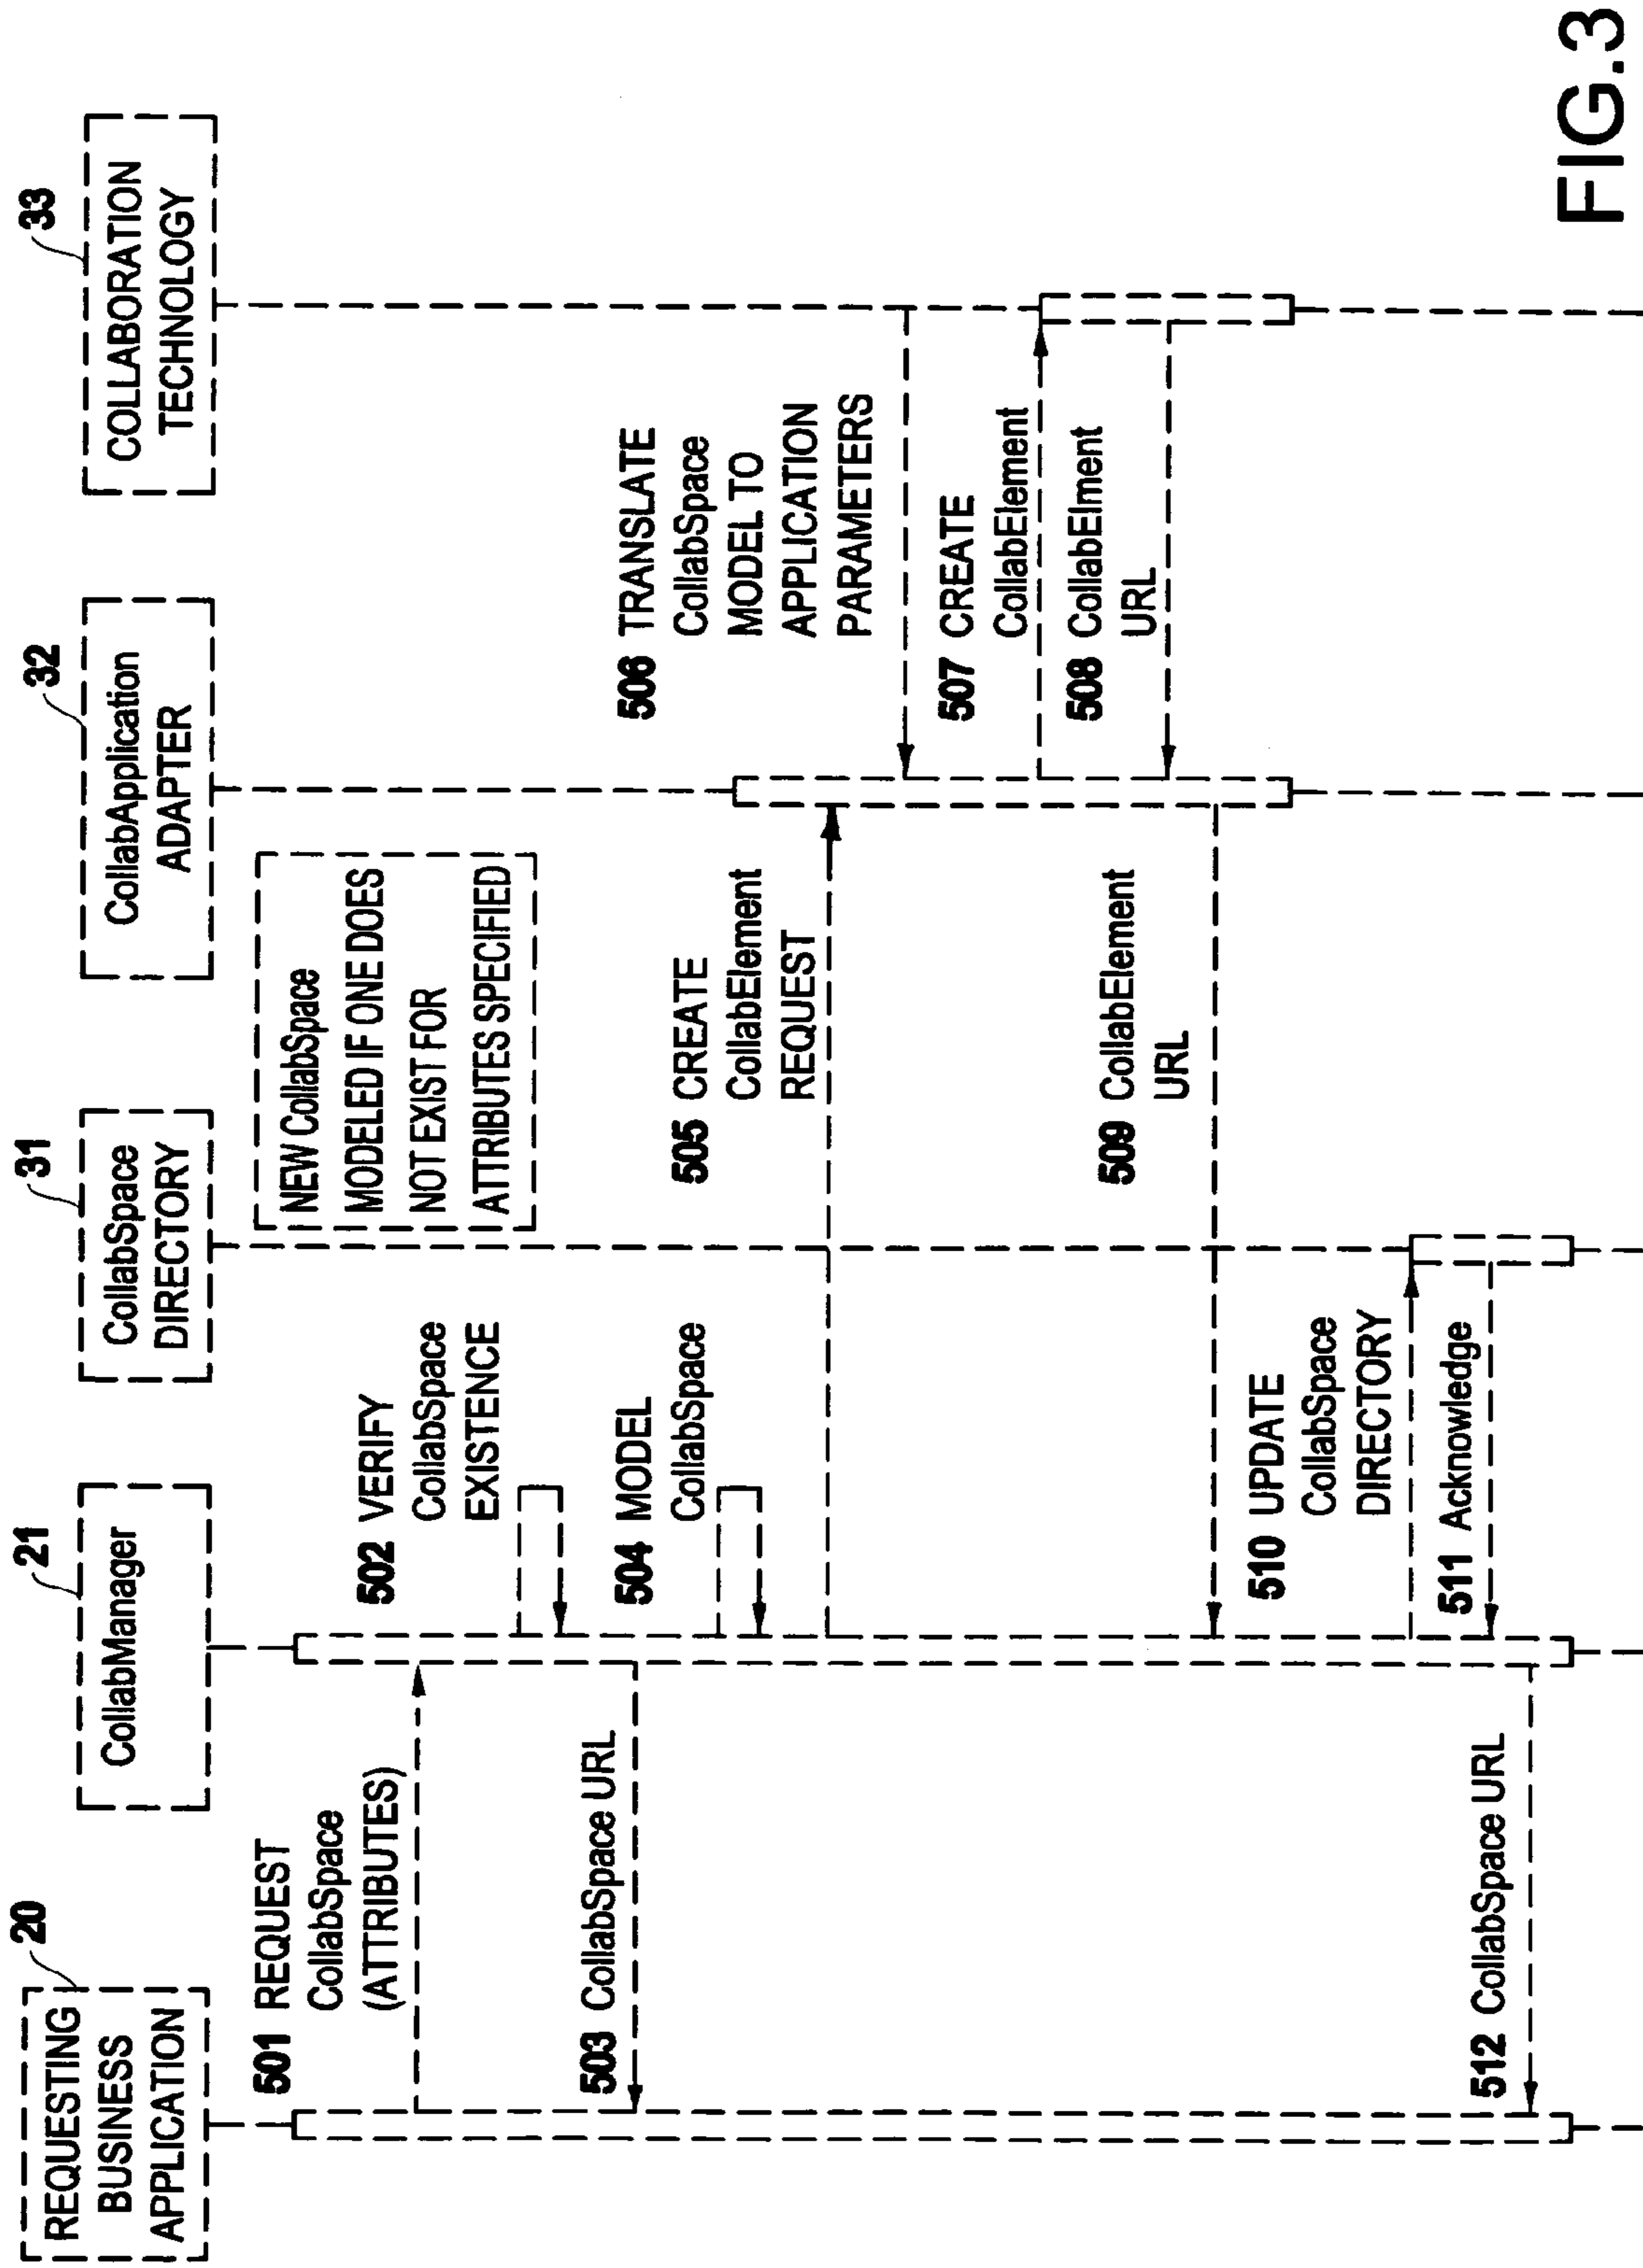 REQUESTING
BUSINESS
APPLICATION
20
CollabManager
21
CollabSpace
DIRECTORY
31
CollabApplication
ADAPTER
32
COLLABORATION
TECHNOLOGY
33
501 REQUEST
CollabSpace
(ATTRIBUTES)
502 VERIFY
CollabSpace
EXISTENCE
NEW CollabSpace
MODELED IF ONE DOES
NOT EXIST FOR
ATTRIBUTES SPECIFIED
503 CollabSpace URL
504 MODEL
CollabSpace
505 CREATE
CollabElement
REQUEST
506 TRANSLATE
CollabSpace
MODEL TO
APPLICATION
PARAMETERS
507 CREATE
CollabElement
508 CollabElment
URL
509 CollabElement
URL
510 UPDATE
CollabSpace
DIRECTORY
511 Acknowledge
512 CollabSpace URL
FIG.3